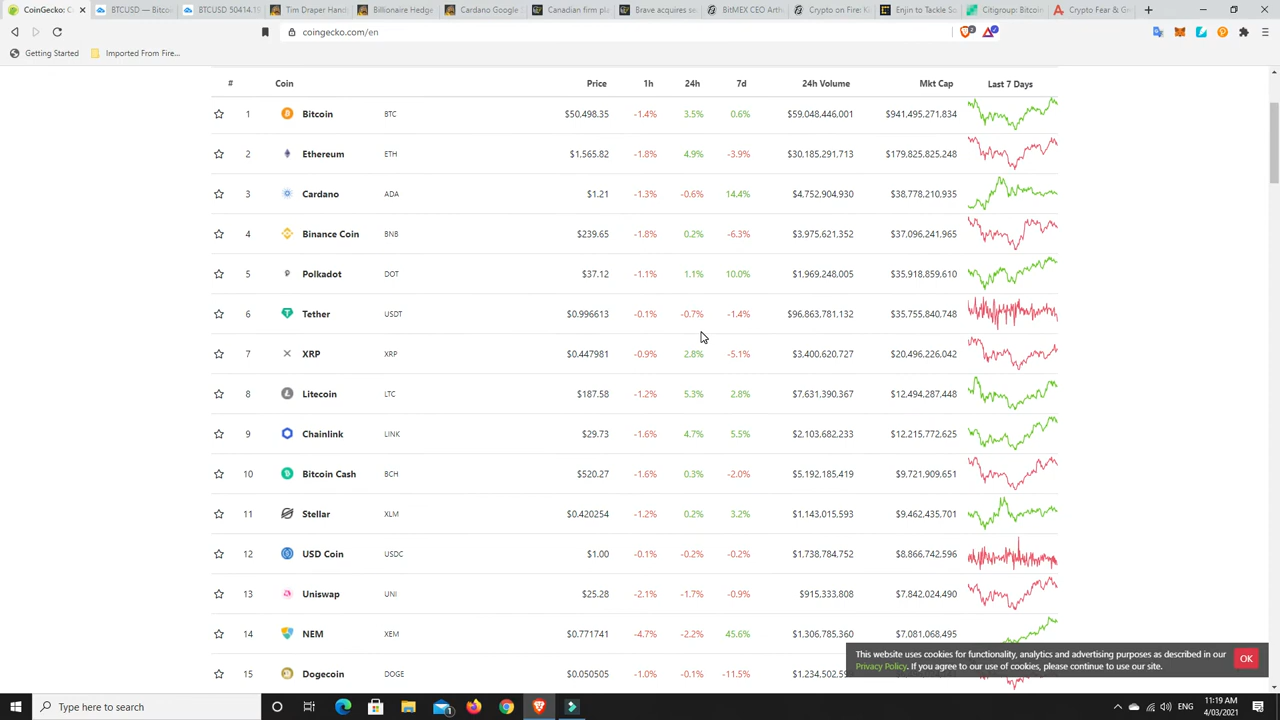 CoinGecko: C
BTCUSD — Bitco
BTCUSD 50414.19
Tim Draper Hand
Billionaire Hedge
Cardano Google S
Canadian firm pla
Brave acquires se
BitMEX CEO Arth
Crypto on Fire: K
Enjin to Tackle Sc
Citigroup: Bitcoin
Crypto Fear & G
coingecko.com/en
Getting Started
Imported From Fire...
# Coin Price 1h 24h 7d 24h Volume Mkt Cap Last 7 Days
1 Bitcoin BTC $50,498.35 -1.4% 3.5% 0.6% $59,048,446,001 $941,495,271,834
2 Ethereum ETH $1,565.82 -1.8% 4.9% -3.9% $30,185,291,713 $179,825,825,248
3 Cardano ADA $1.21 -1.3% -0.6% 14.4% $4,752,904,930 $38,778,210,935
4 Binance Coin BNB $239.65 -1.8% 0.2% -6.3% $3,975,621,352 $37,096,241,965
5 Polkadot DOT $37.12 -1.1% 1.1% 10.0% $1,969,248,005 $35,918,859,610
6 Tether USDT $0.996613 -0.1% -0.7% -1.4% $96,863,781,132 $35,755,840,748
7 XRP XRP $0.447981 -0.9% 2.8% -5.1% $3,400,620,727 $20,496,226,042
8 Litecoin LTC $187.58 -1.2% 5.3% 2.8% $7,631,390,367 $12,494,287,448
9 Chainlink LINK $29.73 -1.6% 4.7% 5.5% $2,103,682,233 $12,215,772,625
10 Bitcoin Cash BCH $520.27 -1.6% 0.3% -2.0% $5,192,185,419 $9,721,909,651
11 Stellar XLM $0.420254 -1.2% 0.2% 3.2% $1,143,015,593 $9,462,435,701
12 USD Coin USDC $1.00 -0.1% -0.2% -0.2% $1,738,784,752 $8,866,742,596
13 Uniswap UNI $25.28 -2.1% -1.7% -0.9% $915,333,808 $7,842,024,490
14 NEM XEM $0.771741 -4.7% -2.2% 45.6% $1,306,785,360 $7,081,068,495
15 Dogecoin DOGE $0.050505 -1.0% -0.1% -11.5% $1,234,502,5
This website uses cookies for functionality, analytics and advertising purposes as described in our
Privacy Policy. If you agree to our use of cookies, please continue to use our site.
OK
Type here to search
ENG
11:19 AM
4/03/2021